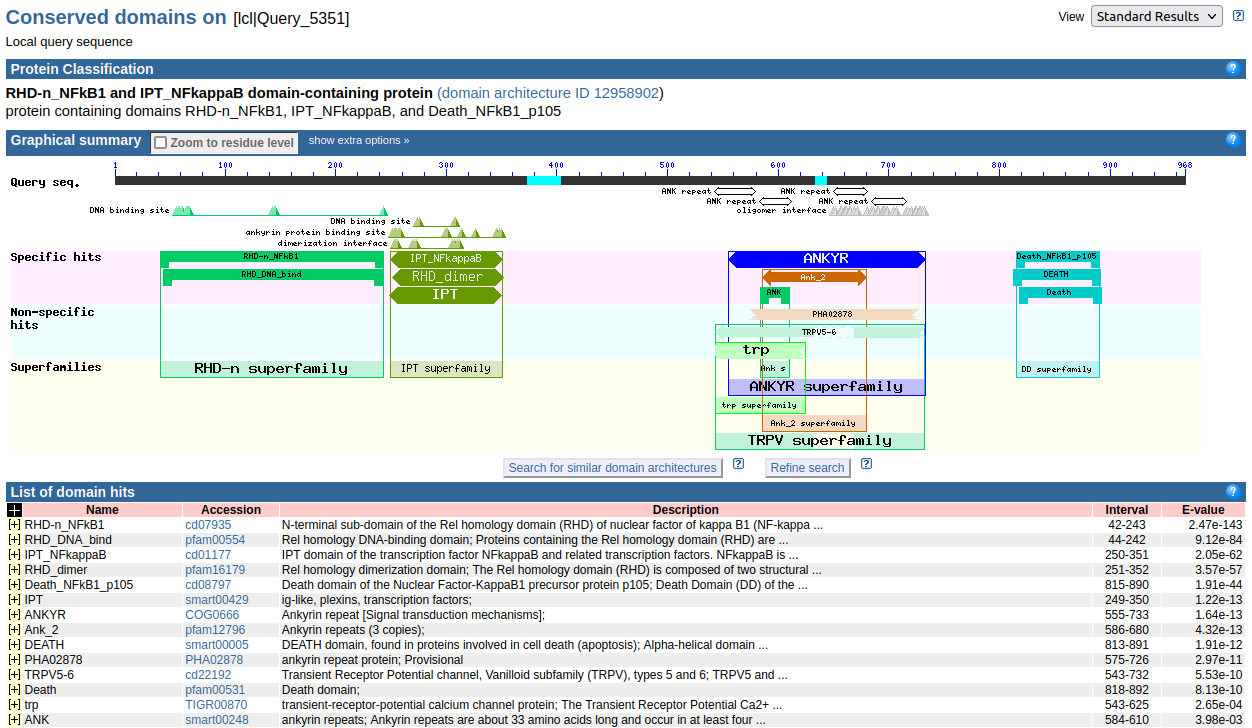 Conserved domains on [lcl|Query_5351]
View Standard Results ?
Local query sequence
Protein Classification ?
RHD-n_NFkB1 and IPT_NFkappaB domain-containing protein (domain architecture ID 12958902)
protein containing domains RHD-n_NFkB1, IPT_NFkappaB, and Death_NFkB1_p105
Graphical summary Zoom to residue level show extra options » ?
1 100 200 300 400 500 600 700 800 900 968
Query seq.
ANK repeat ANK repeat
ANK repeat ANK repeat
DNA binding site oligomer interface
DNA binding site
ankyrin protein binding site
dimerization interface
Specific hits
RHD-n_NFkB1 IPT_NFkappaB ANKYR Death_NFkB1_p105
RHD_DNA_bind RHD_dimer Ank_2 DEATH
IPT ANK Death
Non-specific
hits
PHA02878
TRPV5-6
trp
Superfamilies
RHD-n superfamily IPT superfamily Ank s DD superfamily
ANKYR superfamily
trp superfamily
Ank_2 superfamily
TRPV superfamily
Search for similar domain architectures ? Refine search ?
List of domain hits ?
+ Name Accession Description Interval E-value
[+] RHD-n_NFkB1 cd07935 N-terminal sub-domain of the Rel homology domain (RHD) of nuclear factor of kappa B1 (NF-kappa ... 42-243 2.47e-143
[+] RHD_DNA_bind pfam00554 Rel homology DNA-binding domain; Proteins containing the Rel homology domain (RHD) are ... 44-242 9.12e-84
[+] IPT_NFkappaB cd01177 IPT domain of the transcription factor NFkappaB and related transcription factors. NFkappaB is ... 250-351 2.05e-62
[+] RHD_dimer pfam16179 Rel homology dimerization domain; The Rel homology domain (RHD) is composed of two structural ... 251-352 3.57e-57
[+] Death_NFkB1_p105 cd08797 Death domain of the Nuclear Factor-KappaB1 precursor protein p105; Death Domain (DD) of the ... 815-890 1.91e-44
[+] IPT smart00429 ig-like, plexins, transcription factors; 249-350 1.22e-13
[+] ANKYR COG0666 Ankyrin repeat [Signal transduction mechanisms]; 555-733 1.64e-13
[+] Ank_2 pfam12796 Ankyrin repeats (3 copies); 586-680 4.32e-13
[+] DEATH smart00005 DEATH domain, found in proteins involved in cell death (apoptosis); Alpha-helical domain ... 813-891 1.91e-12
[+] PHA02878 PHA02878 ankyrin repeat protein; Provisional 575-726 2.97e-11
[+] TRPV5-6 cd22192 Transient Receptor Potential channel, Vanilloid subfamily (TRPV), types 5 and 6; TRPV5 and ... 543-732 5.53e-10
[+] Death pfam00531 Death domain; 818-892 8.13e-10
[+] trp TIGR00870 transient-receptor-potential calcium channel protein; The Transient Receptor Potential Ca2+ ... 543-625 2.65e-04
[+] ANK smart00248 ankyrin repeats; Ankyrin repeats are about 33 amino acids long and occur in at least four ... 584-610 3.98e-03